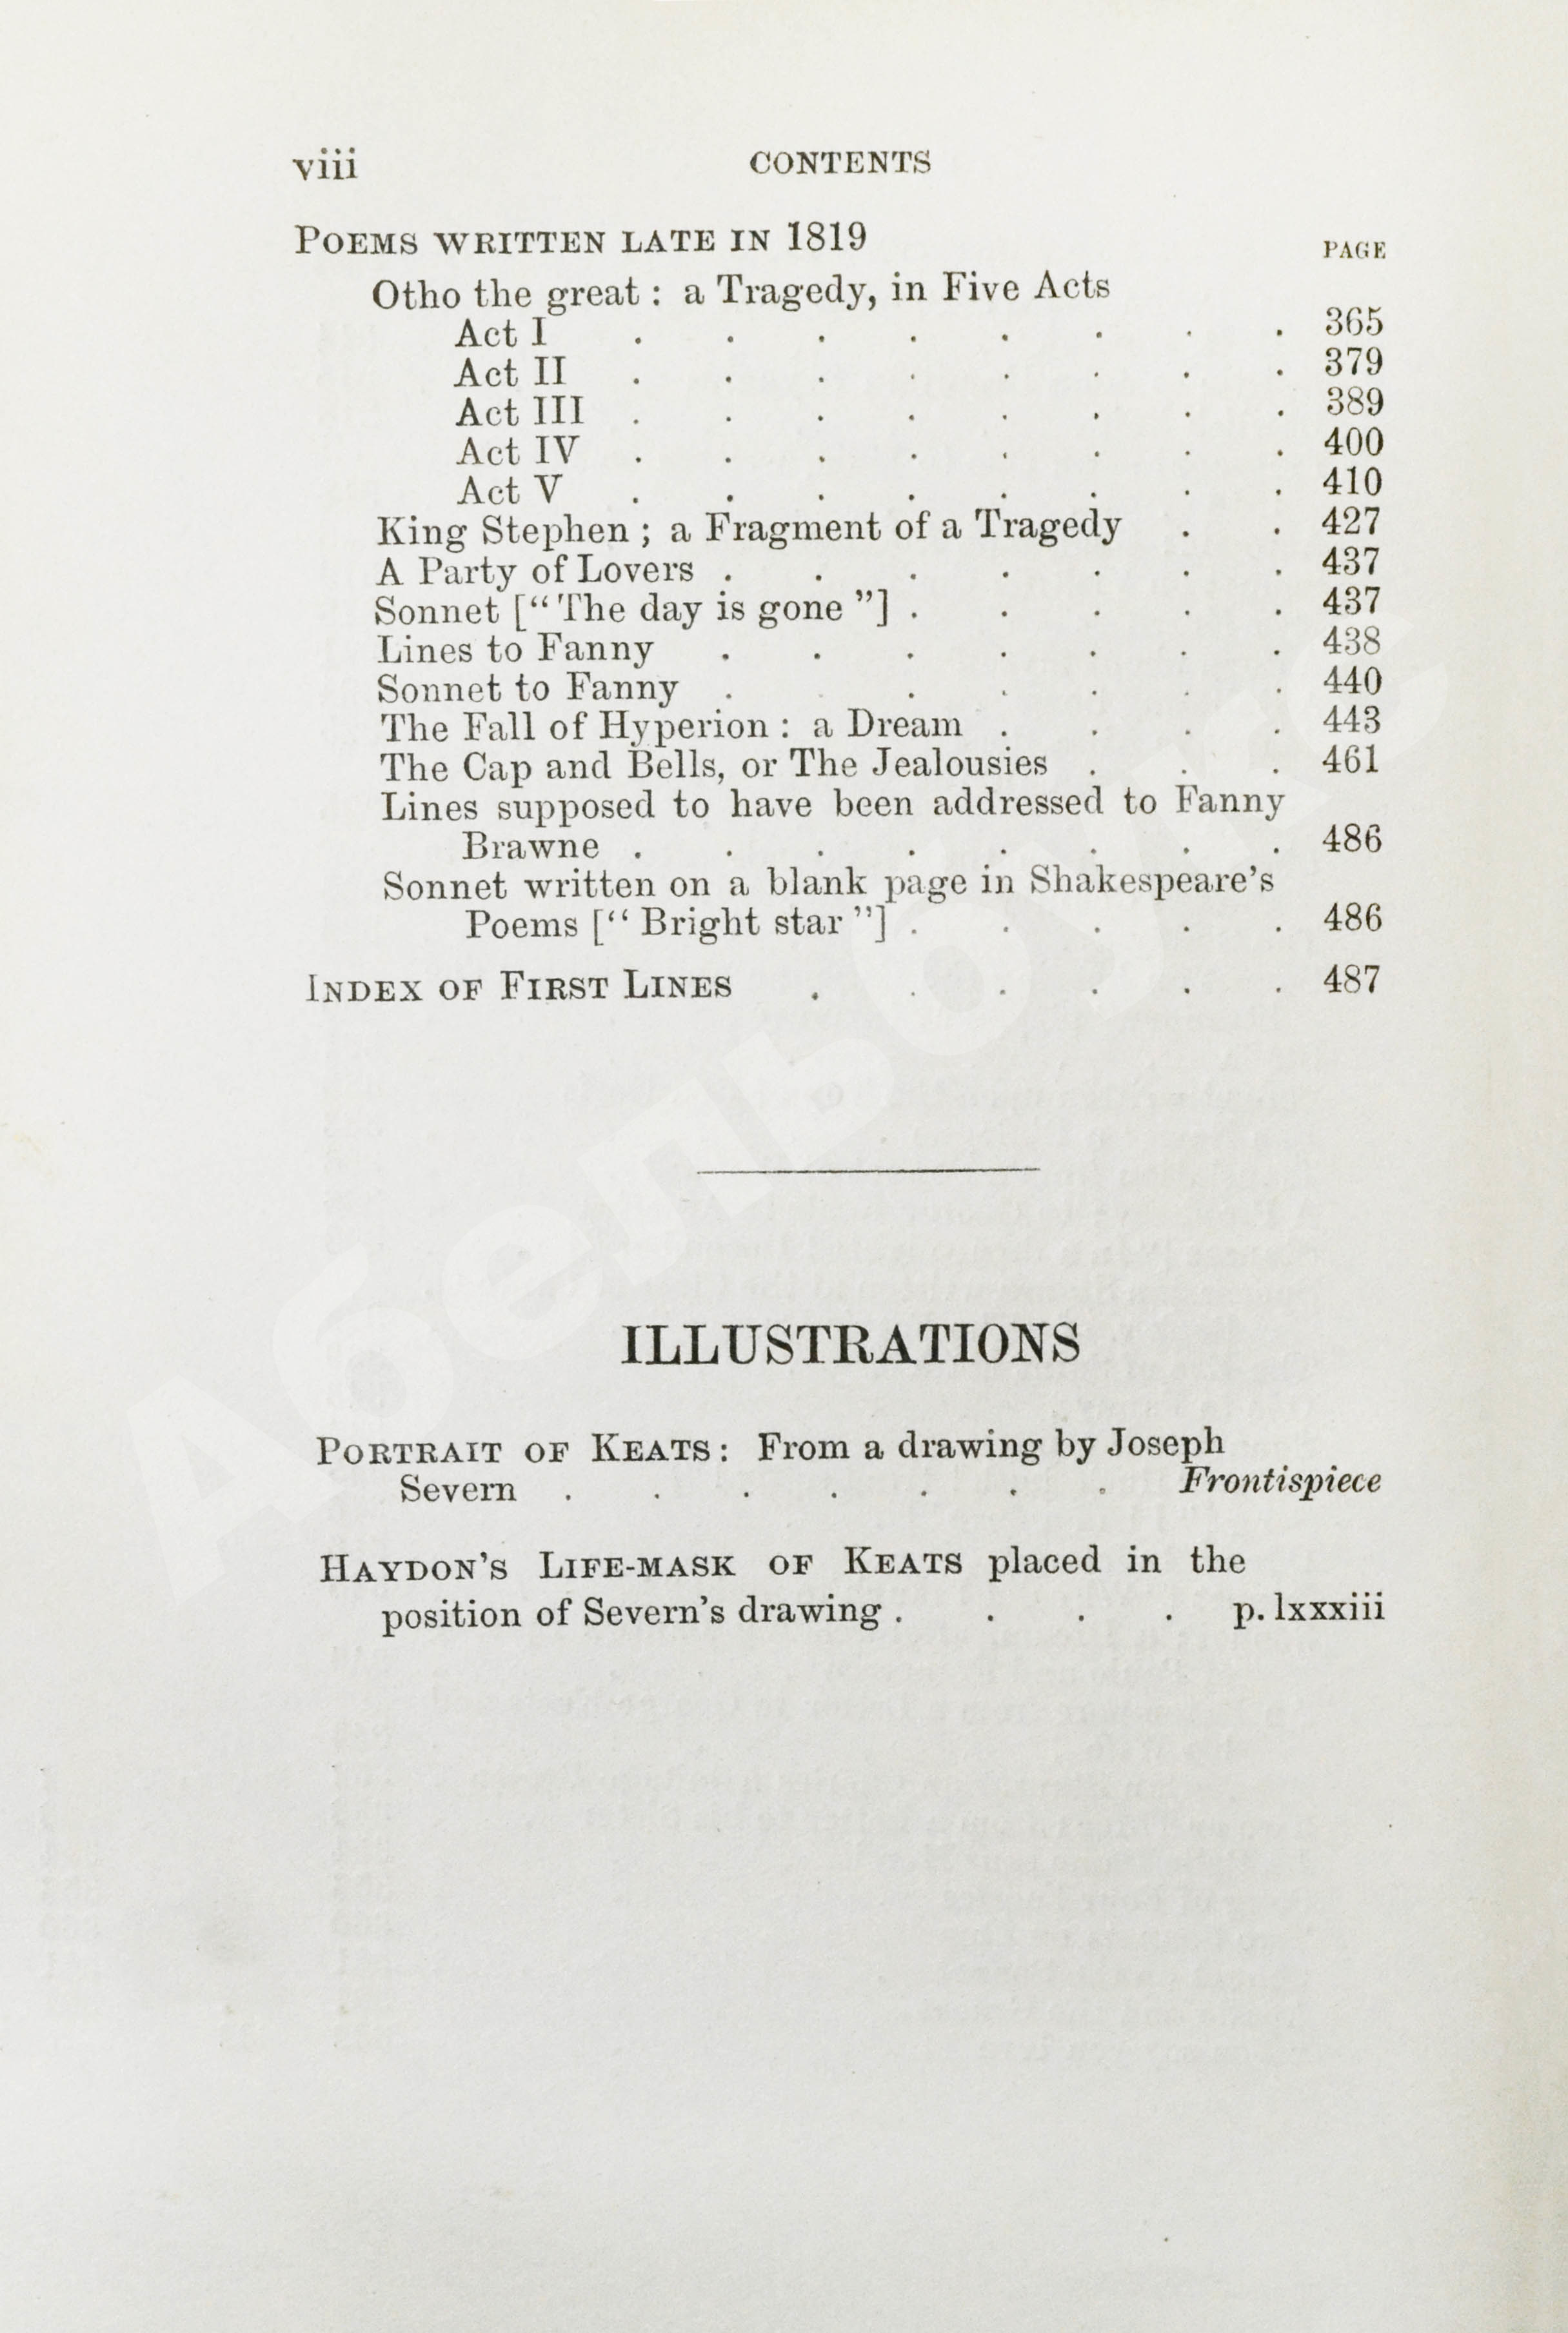 viii CONTENTS
POEMS WRITTEN LATE IN 1819 PAGE
Otho the great : a Tragedy, in Five Acts
Act I . . . . . . . . 365
Act II . . . . . . . . 379
Act III . . . . . . . . 389
Act IV . . . . . . . . 400
Act V . . . . . . . . 410
King Stephen ; a Fragment of a Tragedy . . 427
A Party of Lovers . . . . . . . 437
Sonnet [“ The day is gone ”] . . . . . 437
Lines to Fanny . . . . . . . 438
Sonnet to Fanny . . . . . . 440
The Fall of Hyperion : a Dream . . . . 443
The Cap and Bells, or The Jealousies . . . 461
Lines supposed to have been addressed to Fanny
Brawne . . . . . . . . 486
Sonnet written on a blank page in Shakespeare’s
Poems [“ Bright star ”] . . . . . 486
INDEX OF FIRST LINES . . . . . . 487
ILLUSTRATIONS
PORTRAIT OF KEATS : From a drawing by Joseph
Severn . . . . . . . Frontispiece
HAYDON’S LIFE-MASK OF KEATS placed in the
position of Severn’s drawing . . . . p. lxxxiii